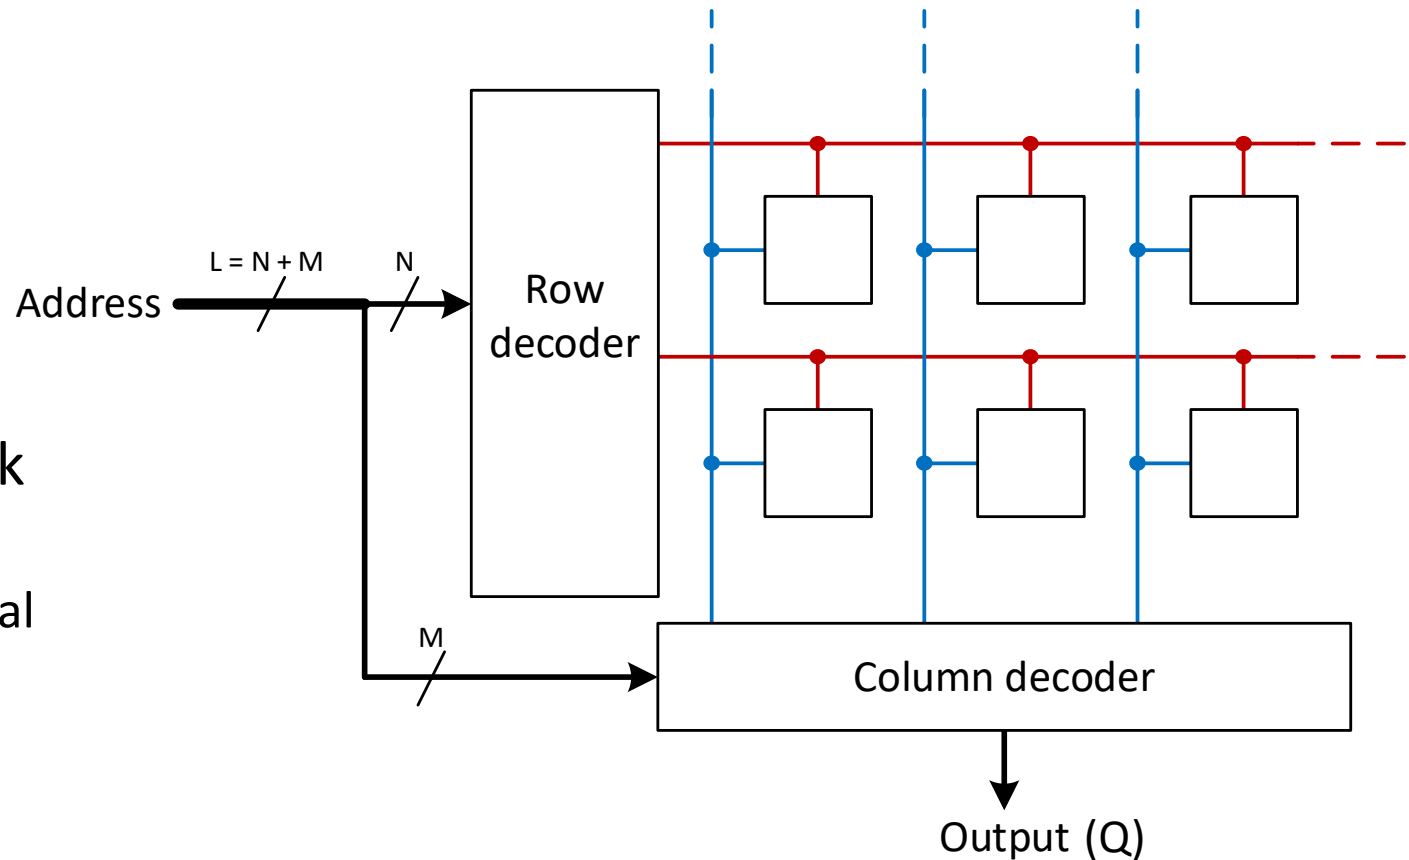 L = N + M
N
Address
Row
decoder
k
al
M
Column decoder
Output (Q)